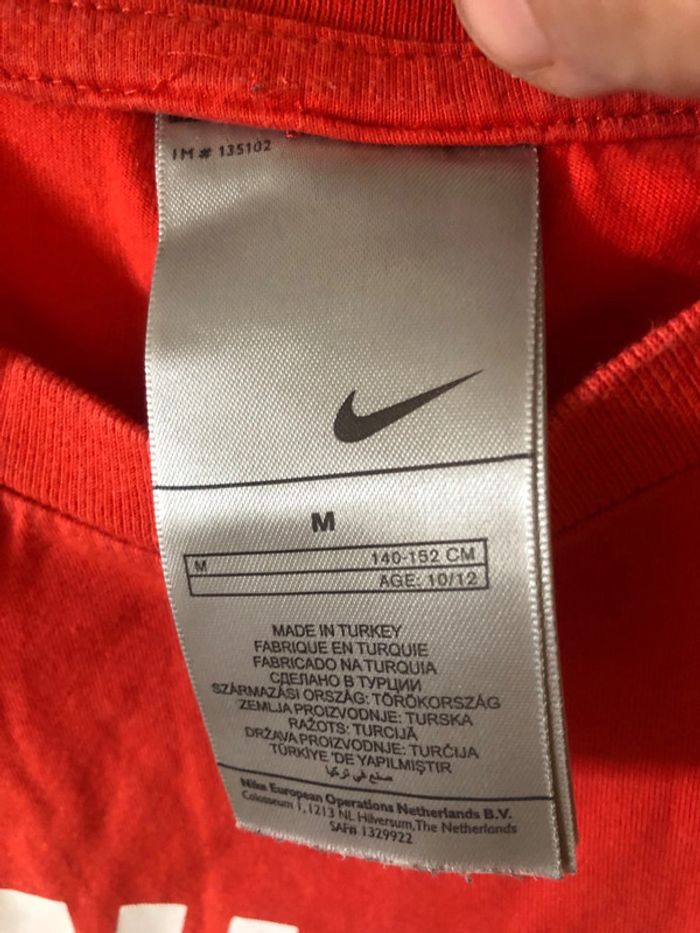 IM # 135102
M
M 140-152 CM
AGE: 10/12
MADE IN TURKEY
FABRIQUE EN TURQUIE
FABRICADO NA TURQUIA
СДЕЛАНО В ТУРЦИИ
SZÁRMAZÁSI ORSZÁG: TÖRÖKORSZÁG
ZEMLJA PROIZVODNJE: TURSKA
RAŽOTS: TURCIJĀ
DRŽAVA PROIZVODNJE: TURČIJA
TÜRKİYE 'DE YAPILMIŞTIR
صنع في تركيا
Nike European Operations Netherlands B.V.
Colosseum 1, 1213 NL Hilversum, The Netherlands
SAF# 1329922